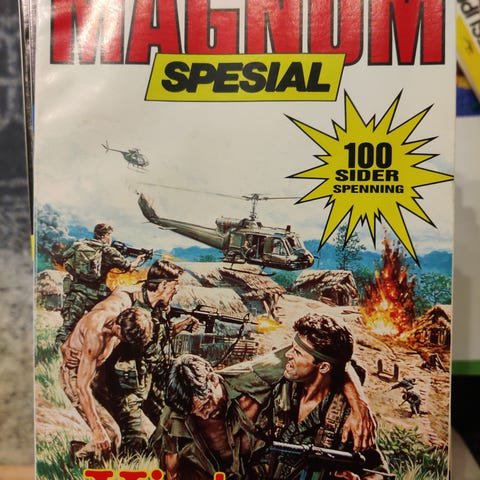 MAGNUM
SPESIAL
100
SIDER
SPENNING